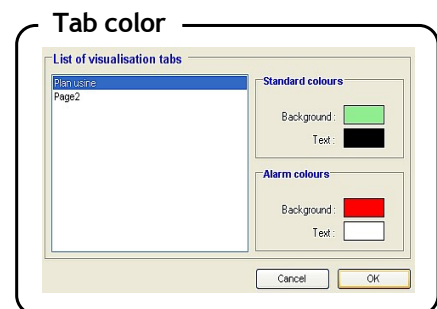 Tab color
List of visualisation tabs
Plan usine
Page2
Standard colours
Background :
Text :
Alarm colours
Background :
Text :
Cancel
OK